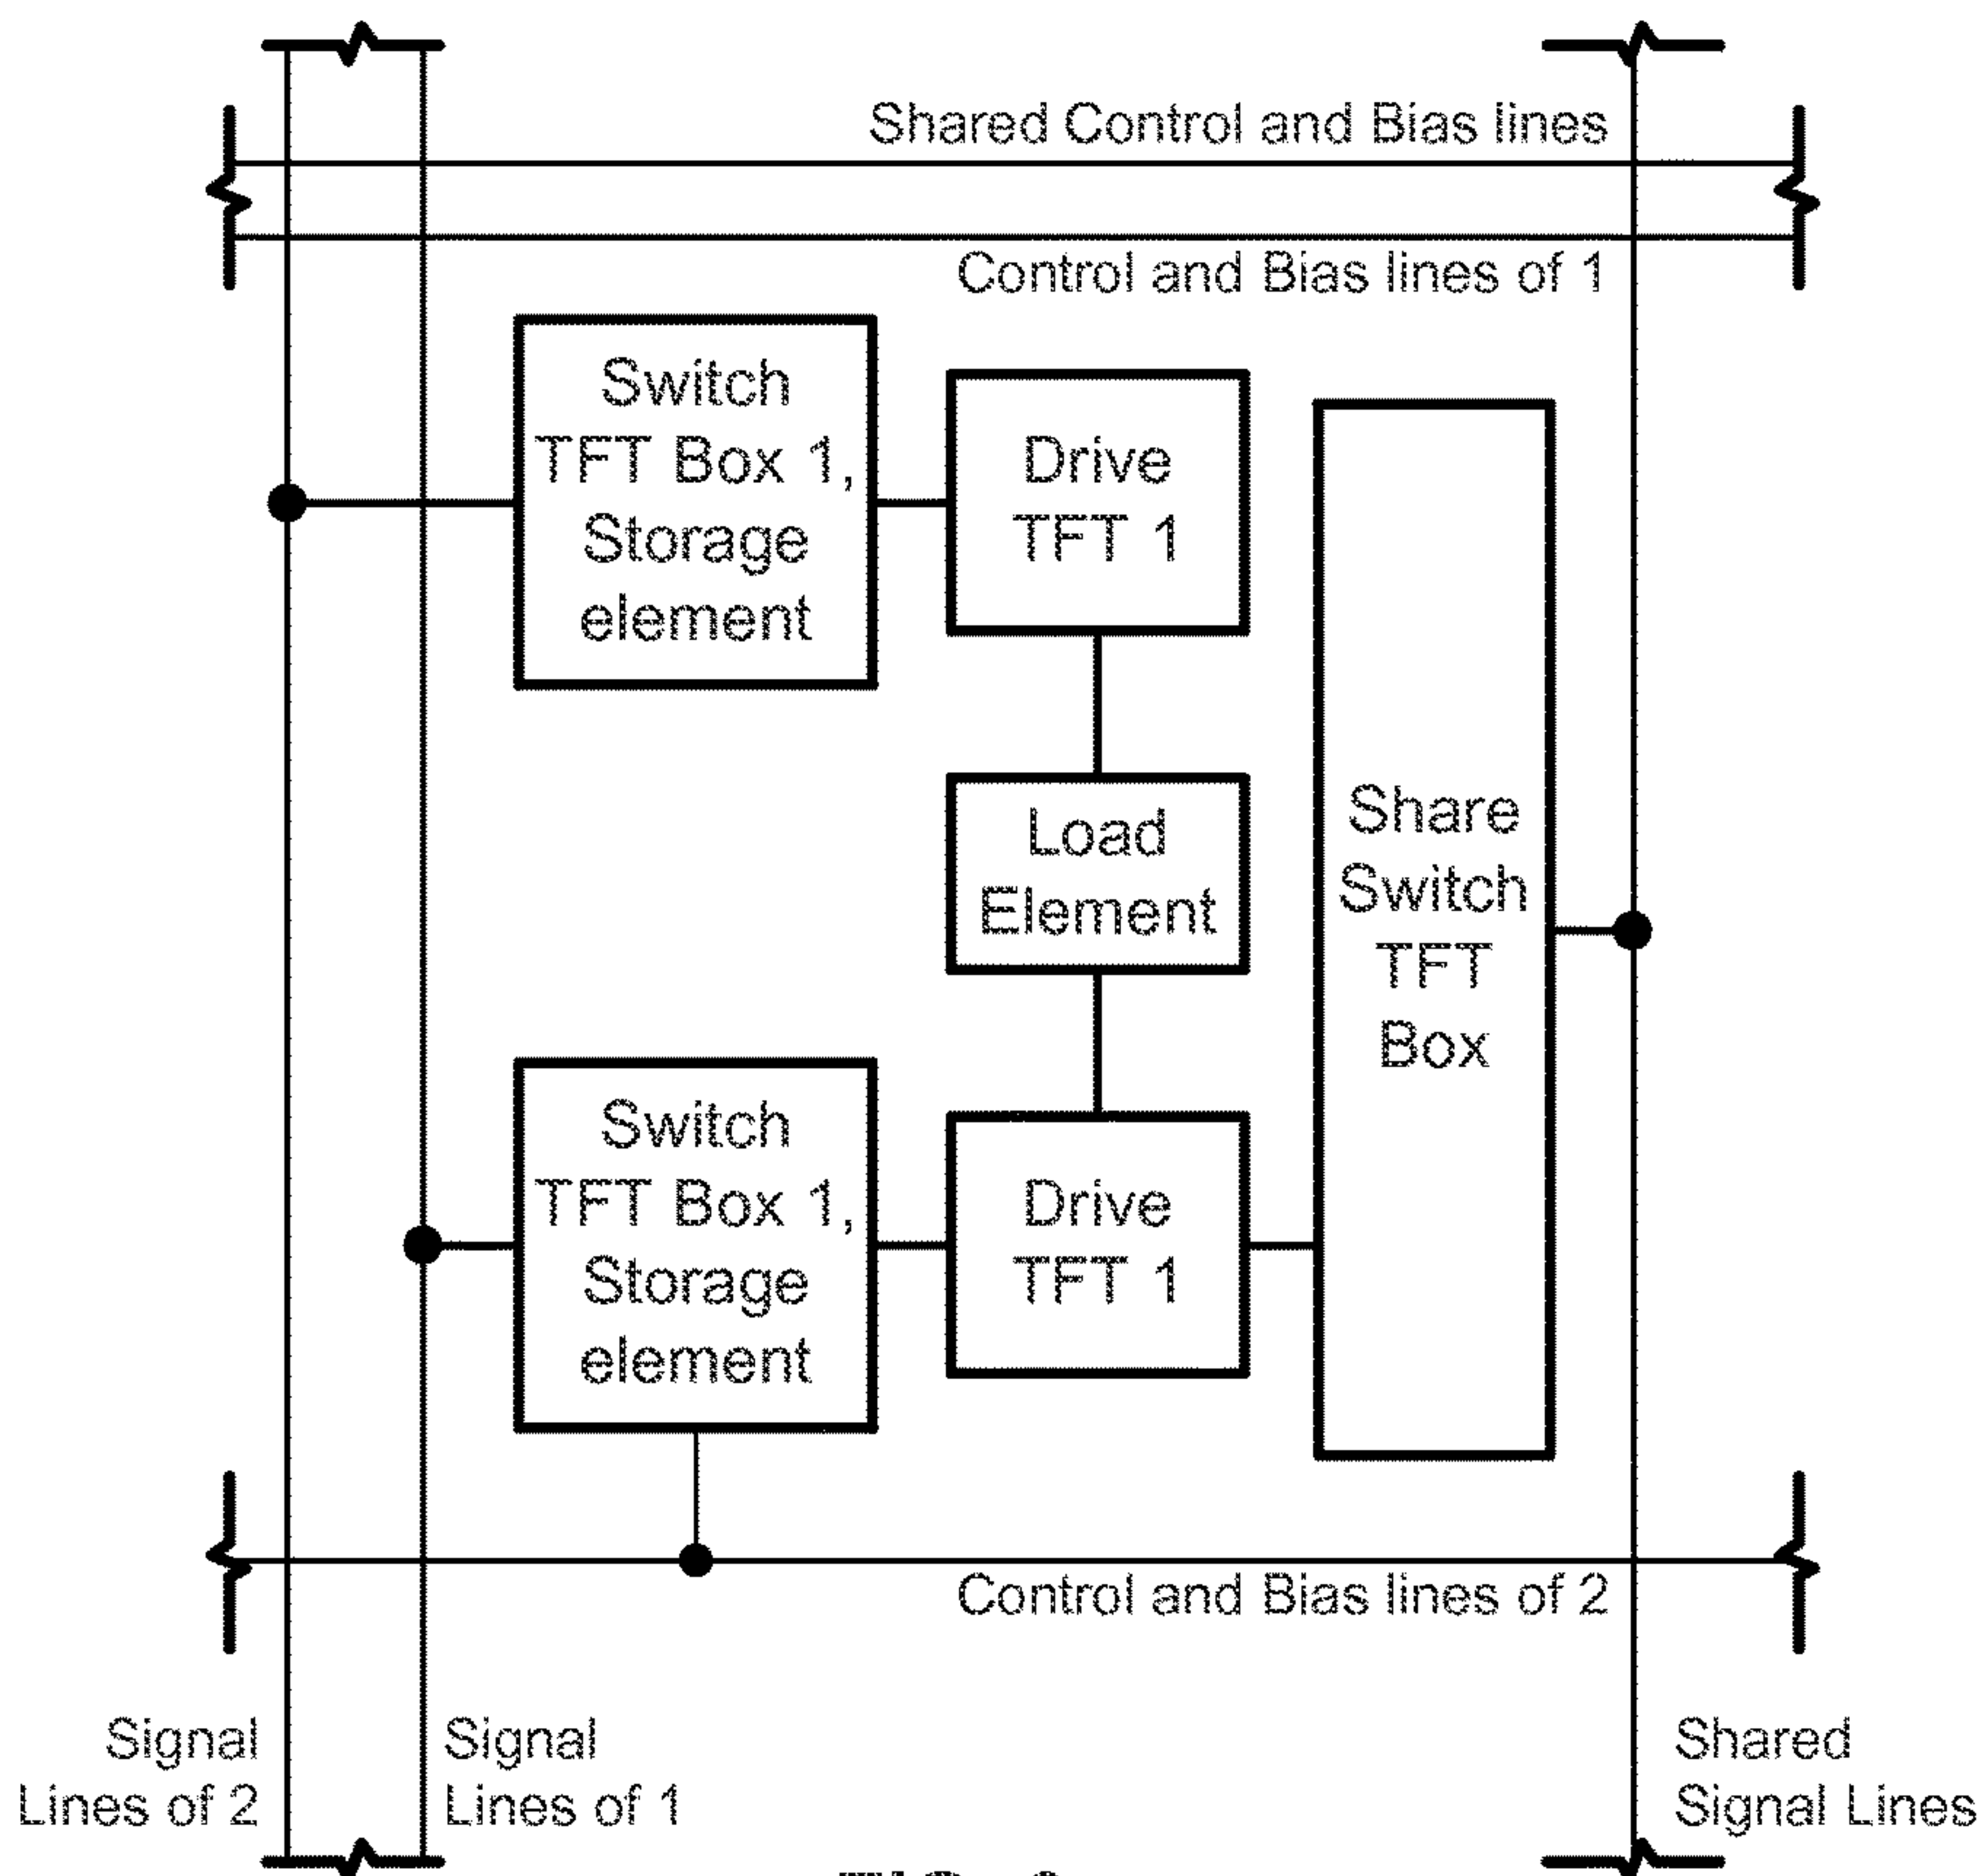 Shared Control and Bias lines
Control and Bias lines of 1
Switch
TFT Box 1,
Storage
element
Drive
TFT 1
Load
Element
Share
Switch
TFT
Box
Switch
TFT Box 1,
Storage
element
Drive
TFT 1
Control and Bias lines of 2
Signal
Lines of 2
Signal
Lines of 1
Shared
Signal Lines